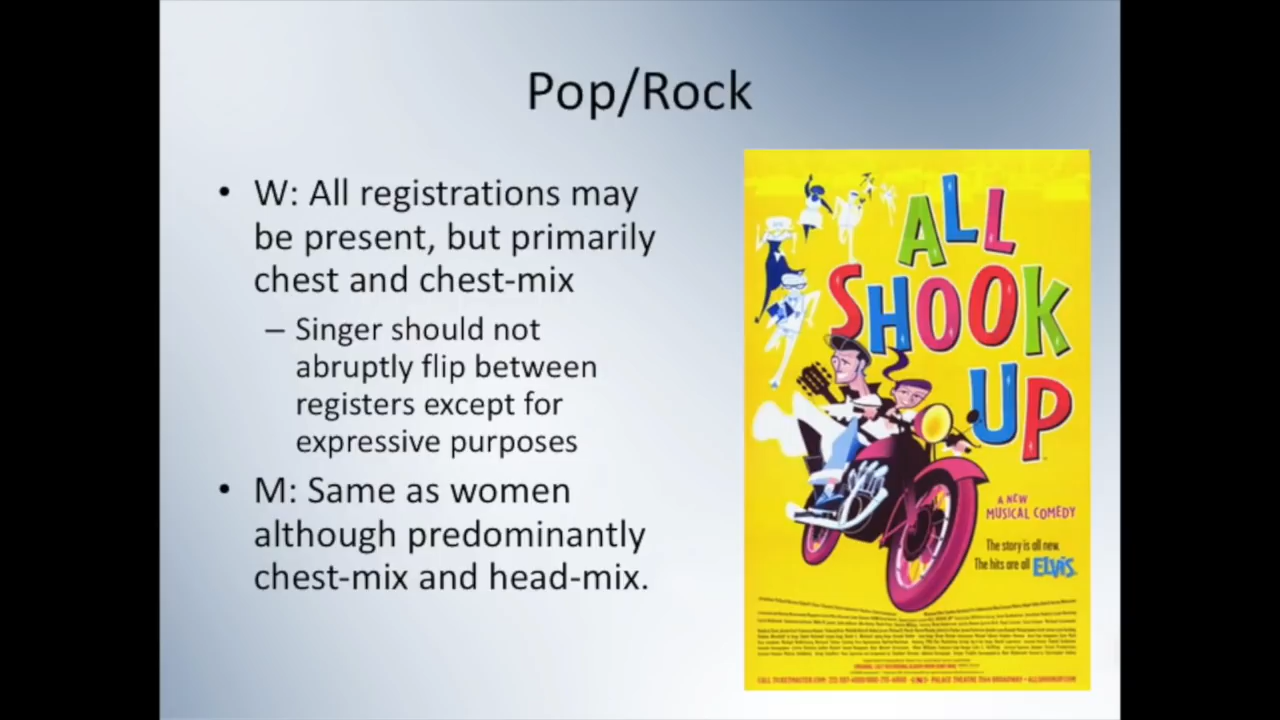 Pop/Rock
• W: All registrations may
be present, but primarily
chest and chest-mix
– Singer should not
abruptly flip between
registers except for
expressive purposes
• M: Same as women
although predominantly
chest-mix and head-mix.
ALL
SHOOK
UP
A NEW
MUSICAL COMEDY
The story is all new.
The hits are all ELVIS.